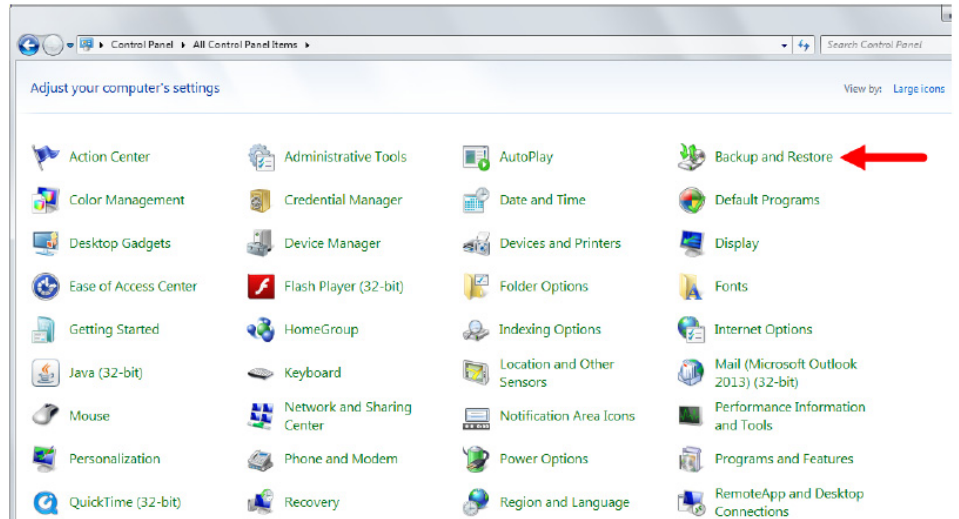 Control Panel ▸ All Control Panel Items ▸
Search Control Panel
Adjust your computer's settings
View by: Large icons
Action Center
Administrative Tools
AutoPlay
Backup and Restore
Color Management
Credential Manager
Date and Time
Default Programs
Desktop Gadgets
Device Manager
Devices and Printers
Display
Ease of Access Center
Flash Player (32-bit)
Folder Options
Fonts
Getting Started
HomeGroup
Indexing Options
Internet Options
Java (32-bit)
Keyboard
Location and Other
Sensors
Mail (Microsoft Outlook
2013) (32-bit)
Mouse
Network and Sharing
Center
Notification Area Icons
Performance Information
and Tools
Personalization
Phone and Modem
Power Options
Programs and Features
QuickTime (32-bit)
Recovery
Region and Language
RemoteApp and Desktop
Connections